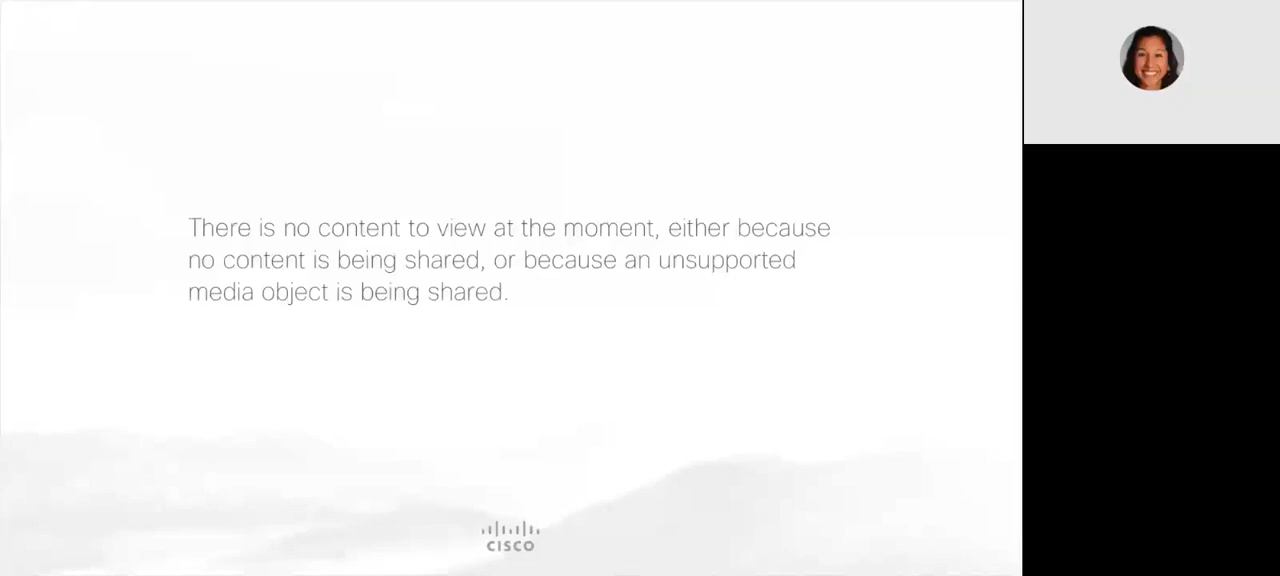 There is no content to view at the moment, either because
no content is being shared, or because an unsupported
media object is being shared.
CISCO